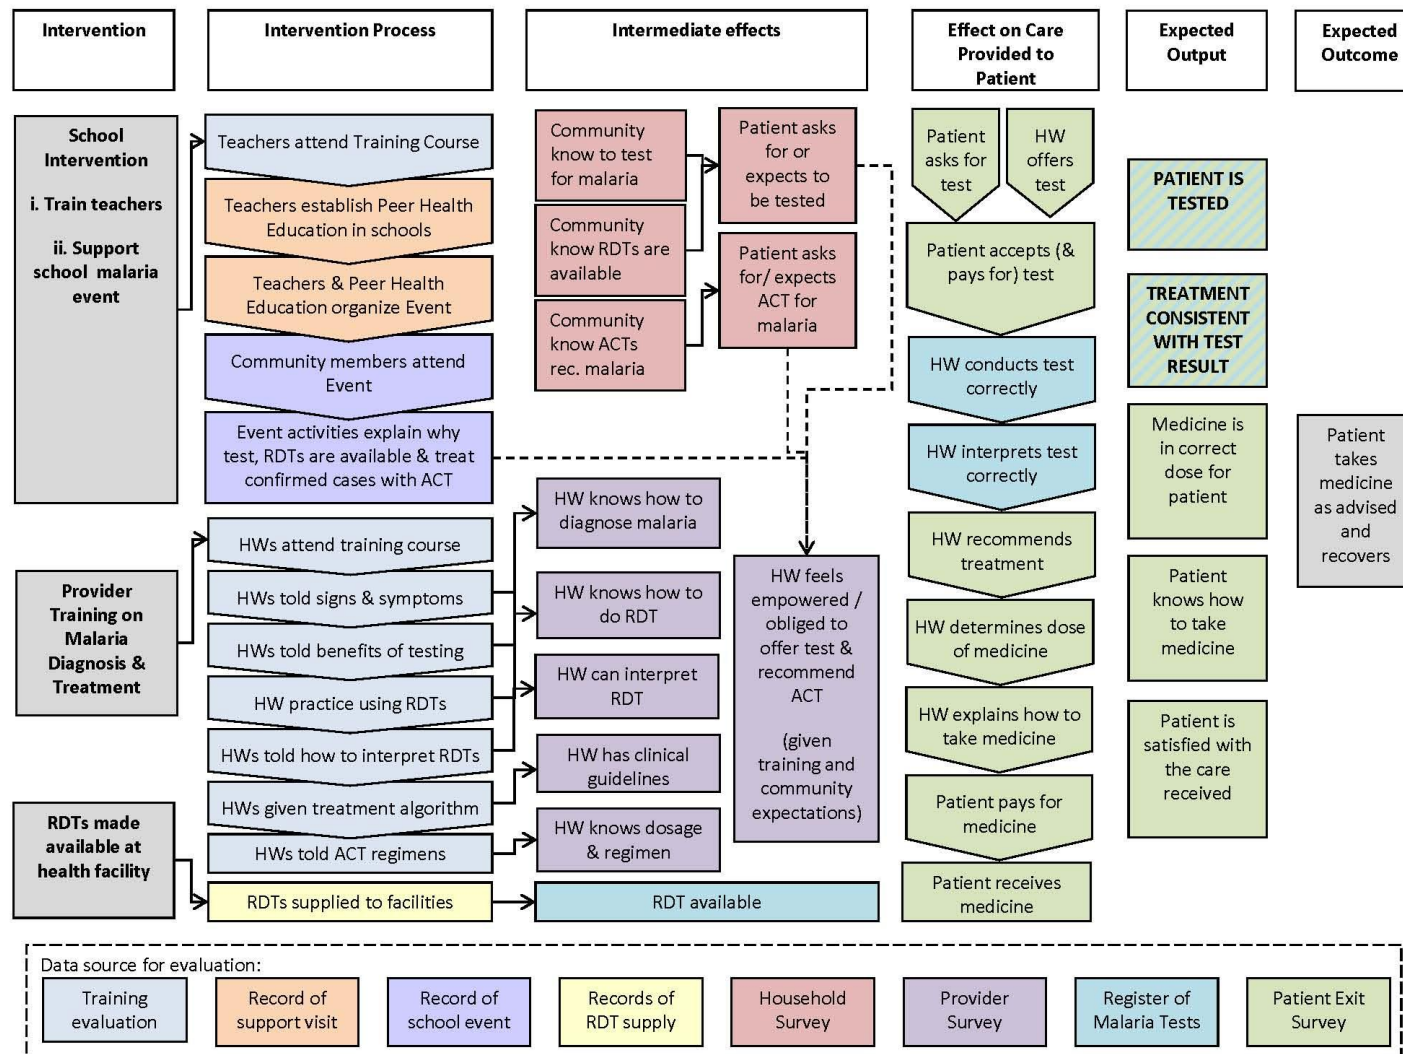 Intervention
Intervention Process
Intermediate effects
Effect on Care
Provided to
Patient
Expected
Output
Expected
Outcome
School
Intervention
i. Train teachers
ii. Support
school malaria
event
Provider
Training on
Malaria
Diagnosis &
Treatment
RDTs made
available at
health facility
Teachers attend Training Course
Teachers establish Peer Health
Education in schools
Teachers & Peer Health
Education organize Event
Community members attend
Event
Event activities explain why
test, RDTs are available & treat
confirmed cases with ACT
HWs attend training course
HWs told signs & symptoms
HWs told benefits of testing
HW practice using RDTs
HWs told how to interpret RDTs
HWs given treatment algorithm
HWs told ACT regimens
RDTs supplied to facilities
Community
know to test
for malaria
Community
know RDTs are
available
Community
know ACTs
rec. malaria
Patient asks
for or
expects to
be tested
Patient asks
for/ expects
ACT for
malaria
HW knows how to
diagnose malaria
HW knows how to
do RDT
HW can interpret
RDT
HW has clinical
guidelines
HW knows dosage
& regimen
RDT available
HW feels
empowered /
obliged to
offer test &
recommend
ACT
(given
training and
community
expectations)
Patient
asks for
test
HW
offers
test
Patient accepts (&
pays for) test
HW conducts test
correctly
HW interprets test
correctly
HW recommends
treatment
HW determines dose
of medicine
HW explains how to
take medicine
Patient pays for
medicine
Patient receives
medicine
PATIENT IS
TESTED
TREATMENT
CONSISTENT
WITH TEST
RESULT
Medicine is
in correct
dose for
patient
Patient
knows how
to take
medicine
Patient is
satisfied with
the care
received
Patient
takes
medicine
as advised
and
recovers
Data source for evaluation:
Training
evaluation
Record of
support visit
Record of
school event
Records of
RDT supply
Household
Survey
Provider
Survey
Register of
Malaria Tests
Patient Exit
Survey